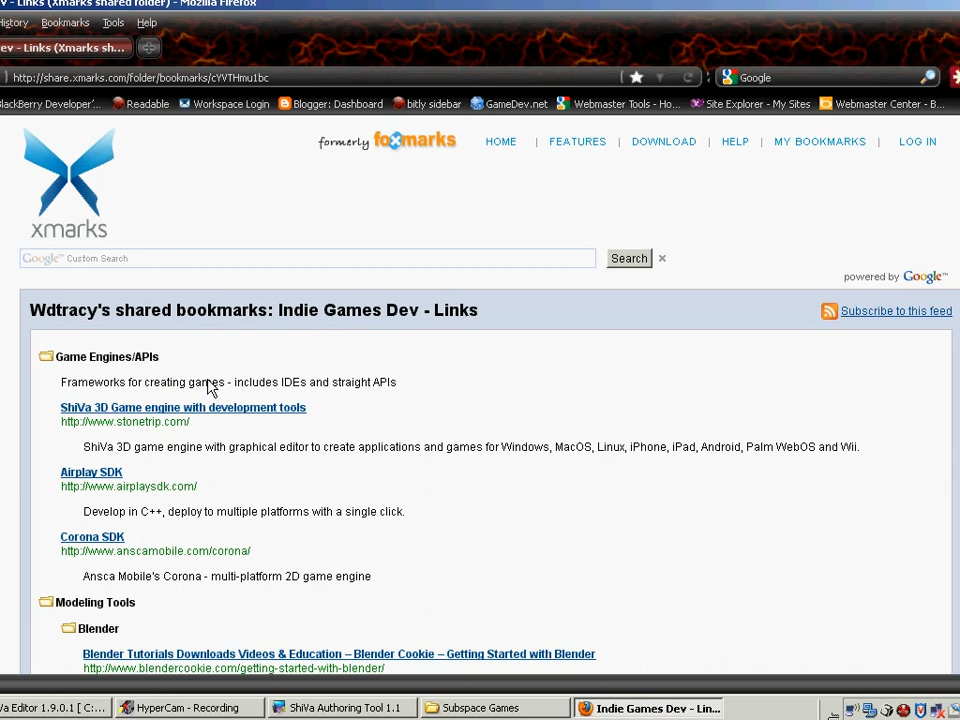 v - Links (Xmarks shared folder) - Mozilla Firefox
History Bookmarks Tools Help
ev - Links (Xmarks sh...
http://share.xmarks.com/folder/bookmarks/cYVTHmu1bc Google
BlackBerry Developer'... Readable Workspace Login Blogger: Dashboard bitly sidebar GameDev.net Webmaster Tools - Ho... Site Explorer - My Sites Webmaster Center - B...
xmarks
formerly foxmarks HOME | FEATURES | DOWNLOAD | HELP | MY BOOKMARKS | LOG IN
Google™ Custom Search Search ×
powered by Google™
Wdtracy's shared bookmarks: Indie Games Dev - Links Subscribe to this feed
Game Engines/APIs
Frameworks for creating games - includes IDEs and straight APIs
ShiVa 3D Game engine with development tools
http://www.stonetrip.com/
ShiVa 3D game engine with graphical editor to create applications and games for Windows, MacOS, Linux, iPhone, iPad, Android, Palm WebOS and Wii.
Airplay SDK
http://www.airplaysdk.com/
Develop in C++, deploy to multiple platforms with a single click.
Corona SDK
http://www.anscamobile.com/corona/
Ansca Mobile's Corona - multi-platform 2D game engine
Modeling Tools
Blender
Blender Tutorials Downloads Videos & Education – Blender Cookie – Getting Started with Blender
http://www.blendercookie.com/getting-started-with-blender/
Va Editor 1.9.0.1 [ C:... HyperCam - Recording ShiVa Authoring Tool 1.1 Subspace Games Indie Games Dev - Lin...